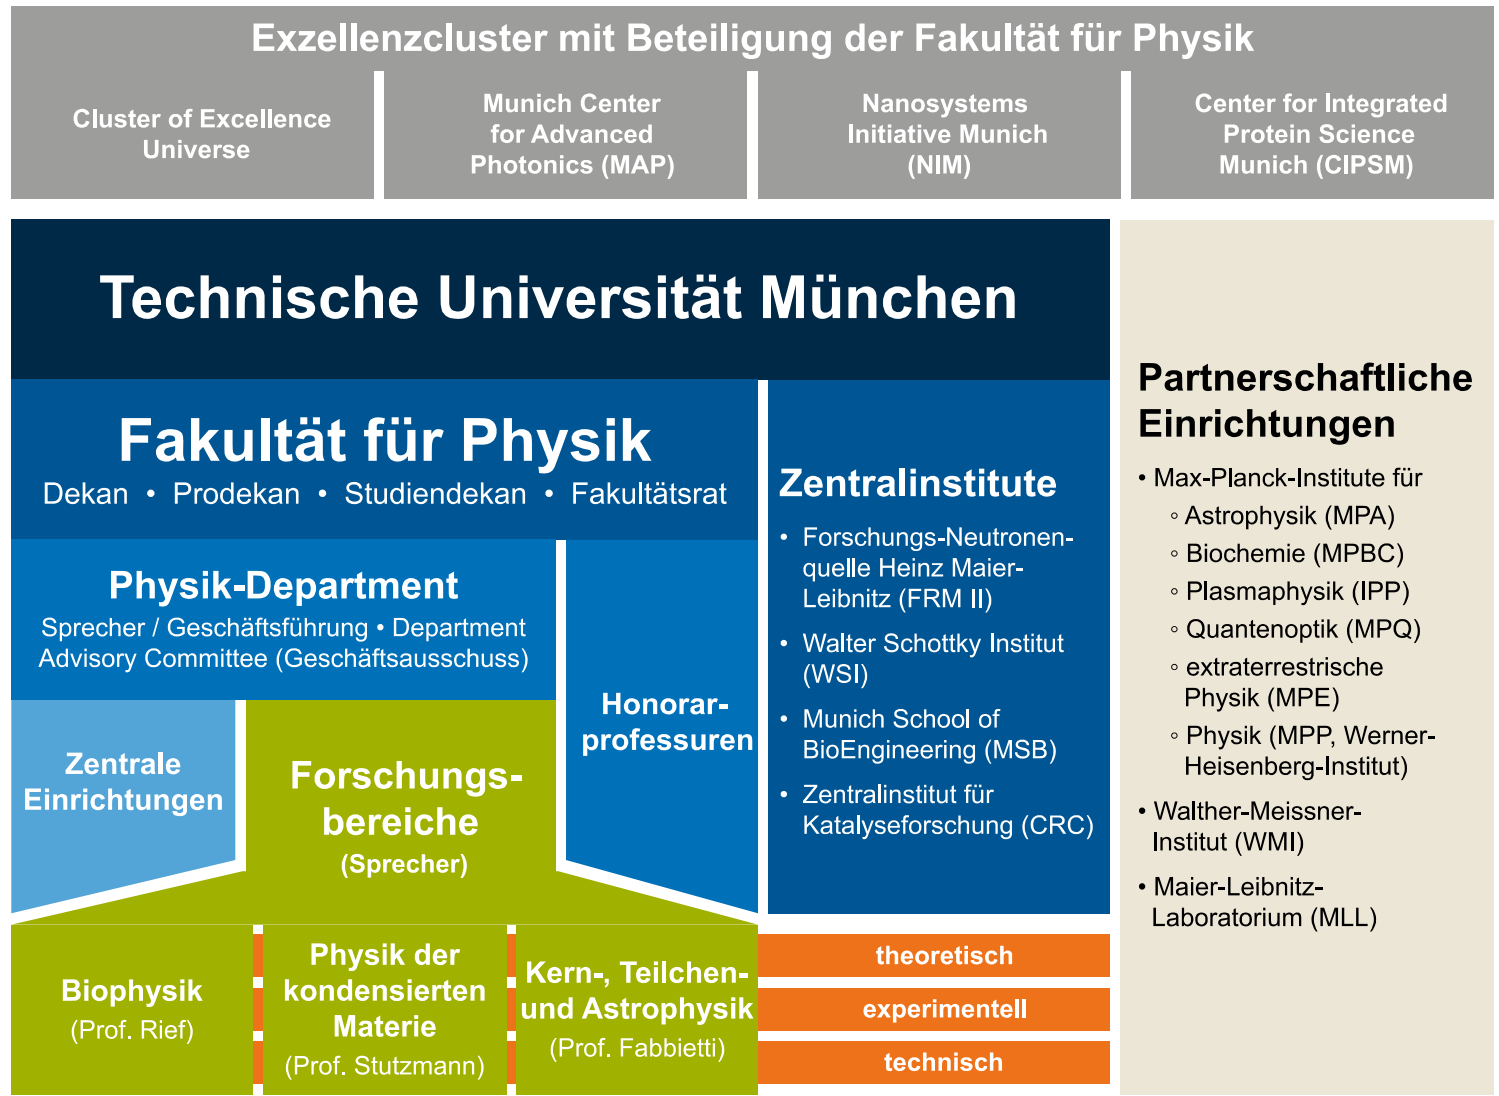 Exzellenzcluster mit Beteiligung der Fakultät für Physik
Cluster of Excellence
Universe
Munich Center
for Advanced
Photonics (MAP)
Nanosystems
Initiative Munich
(NIM)
Center for Integrated
Protein Science
Munich (CIPSM)
Technische Universität München
Fakultät für Physik
Dekan • Prodekan • Studiendekan • Fakultätsrat
Physik-Department
Sprecher / Geschäftsführung • Department
Advisory Committee (Geschäftsausschuss)
Zentrale
Einrichtungen
Forschungs-
bereiche
(Sprecher)
Honorar-
professuren
Zentralinstitute
• Forschungs-Neutronen-
quelle Heinz Maier-
Leibnitz (FRM II)
• Walter Schottky Institut
(WSI)
• Munich School of
BioEngineering (MSB)
• Zentralinstitut für
Katalyseforschung (CRC)
Biophysik
(Prof. Rief)
Physik der
kondensierten
Materie
(Prof. Stutzmann)
Kern-, Teilchen-
und Astrophysik
(Prof. Fabbietti)
theoretisch
experimentell
technisch
Partnerschaftliche
Einrichtungen
• Max-Planck-Institute für
◦ Astrophysik (MPA)
◦ Biochemie (MPBC)
◦ Plasmaphysik (IPP)
◦ Quantenoptik (MPQ)
◦ extraterrestrische
Physik (MPE)
◦ Physik (MPP, Werner-
Heisenberg-Institut)
• Walther-Meissner-
Institut (WMI)
• Maier-Leibnitz-
Laboratorium (MLL)